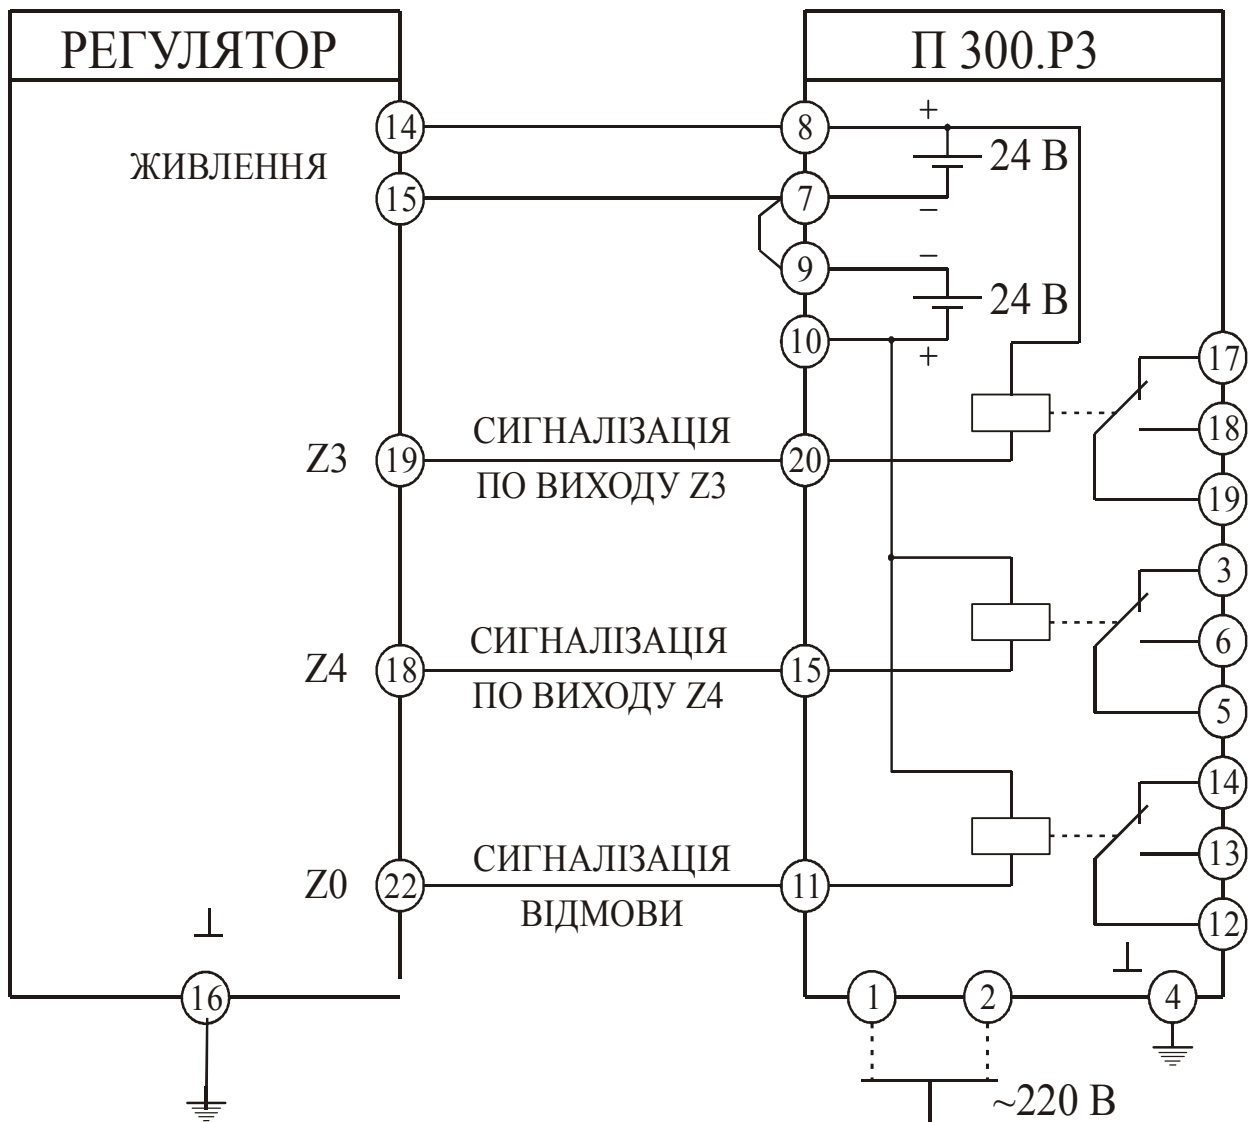 РЕГУЛЯТОР
П 300.Р3
14
8
+
24 В
ЖИВЛЕННЯ
15
7
−
9
−
24 В
10
+
17
СИГНАЛІЗАЦІЯ
18
Z3
19
20
ПО ВИХОДУ Z3
19
3
СИГНАЛІЗАЦІЯ
6
Z4
18
15
ПО ВИХОДУ Z4
5
14
СИГНАЛІЗАЦІЯ
13
Z0
22
11
ВІДМОВИ
12
16
1
2
4
~220 В